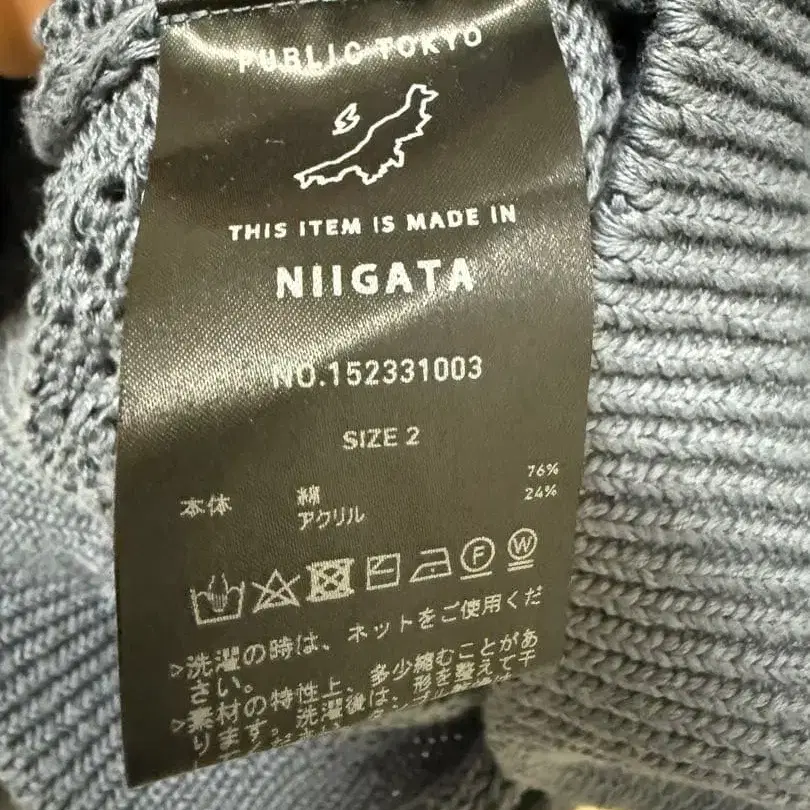 PUBLIC TOKYO
THIS ITEM IS MADE IN
NIIGATA
NO.152331003
SIZE 2
本体 綿 76%
アクリル 24%
F W
▷洗濯の時は、ネットをご使用くだ
さい。
▷素材の特性上、多少縮むことがあ
ります。洗濯後は、形を整えて干